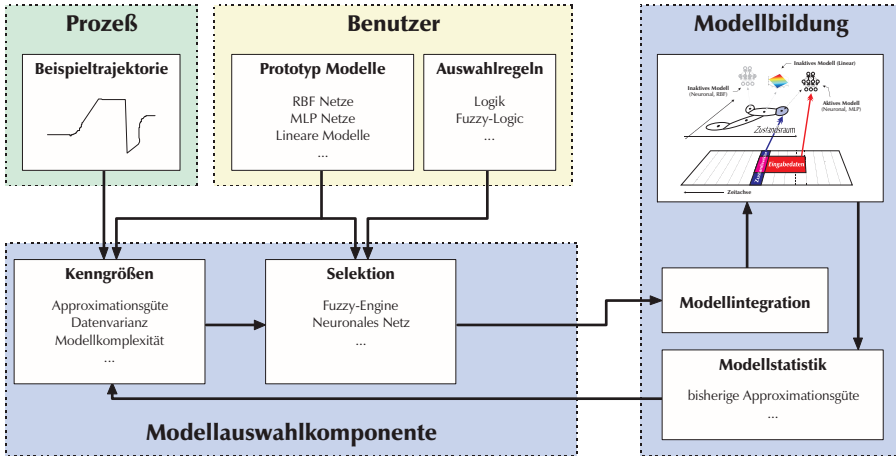 Prozeß
Beispieltrajektorie
Benutzer
Prototyp Modelle
RBF Netze
MLP Netze
Lineare Modelle
...
Auswahlregeln
Logik
Fuzzy-Logic
...
Modellbildung
Inaktives Modell (Linear)
Inaktives Modell
(Neuronal, RBF)
Aktives Modell
(Neuronal, MLP)
Zustandsraum
Eingabedaten
Zeitachse
Kenngrößen
Approximationsgüte
Datenvarianz
Modellkomplexität
...
Selektion
Fuzzy-Engine
Neuronales Netz
...
Modellintegration
Modellstatistik
bisherige Approximationsgüte
...
Modellauswahlkomponente